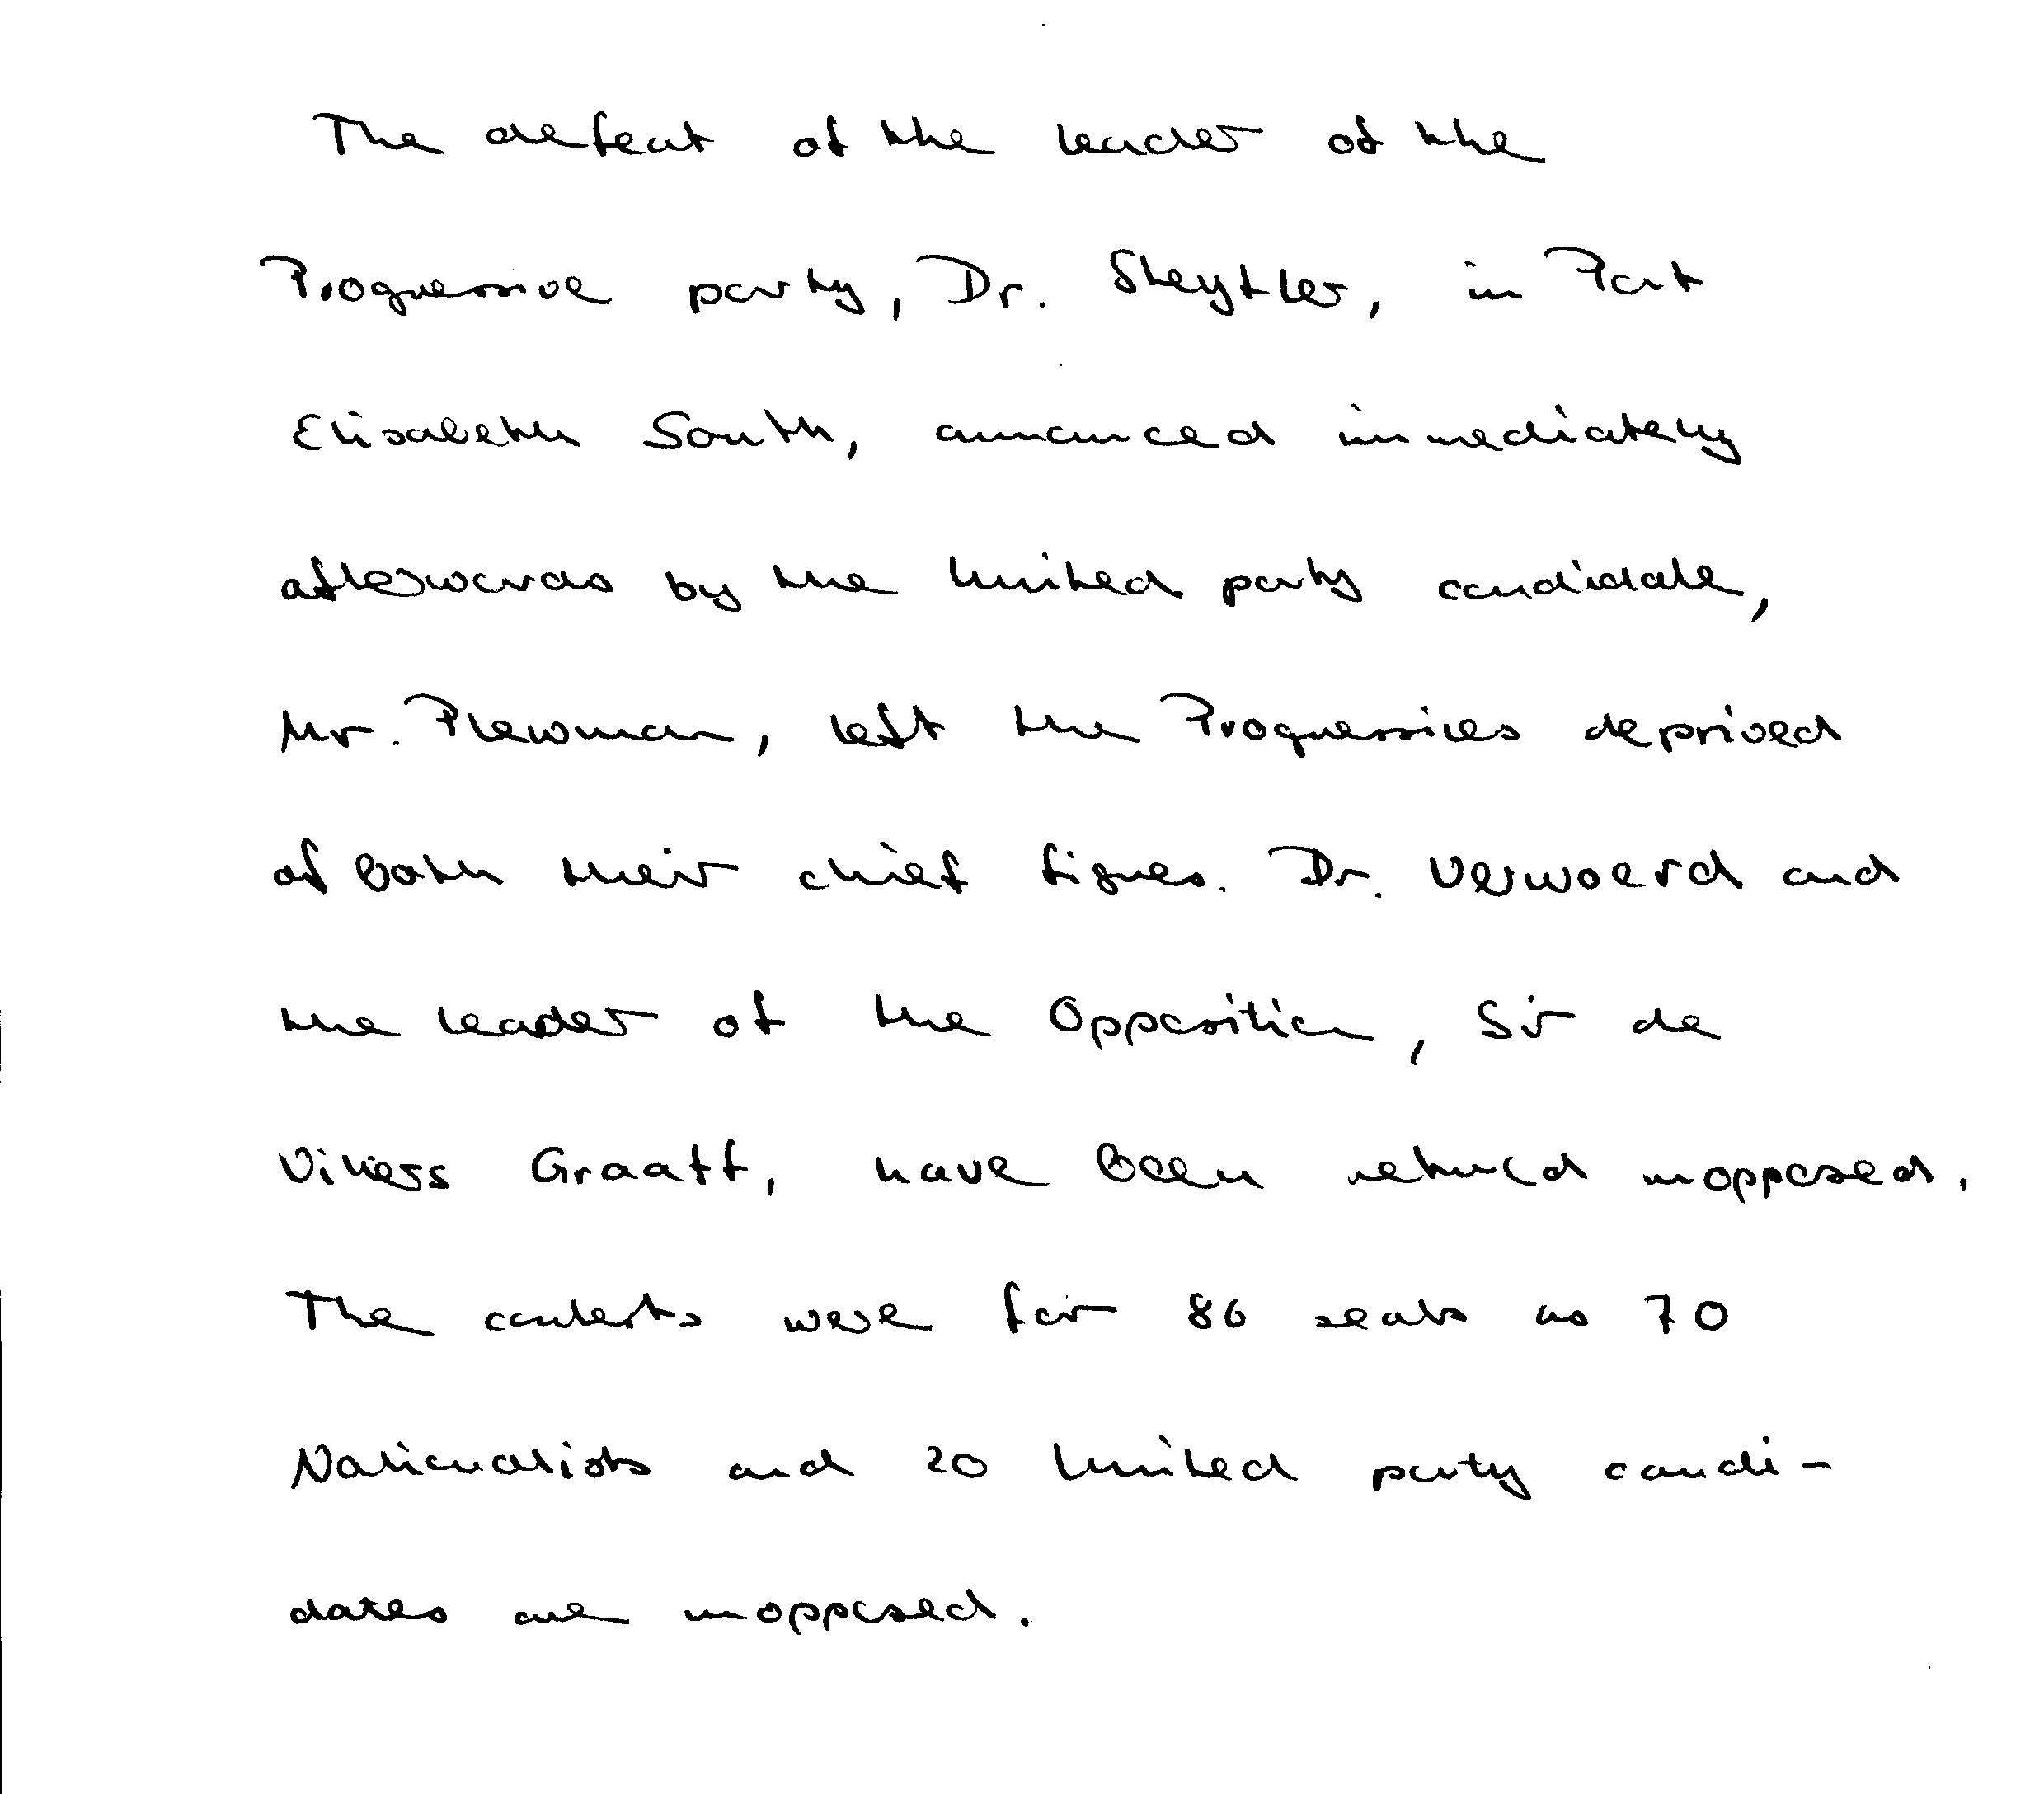 The defeat of the leader of the
Progressive party, Dr. Steytler, in Port
Elisabeth South, announced immediately
afterwards by the United party candidate,
Mr. Plewman, left the Progressives deprived
of both their chief figures. Dr. Verwoerd and
the leader of the Opposition, Sir de
Villiers Graaff, have been returned unopposed.
The contests were for 86 seats as 70
Nationalists and 20 United party candi-
dates are unopposed.